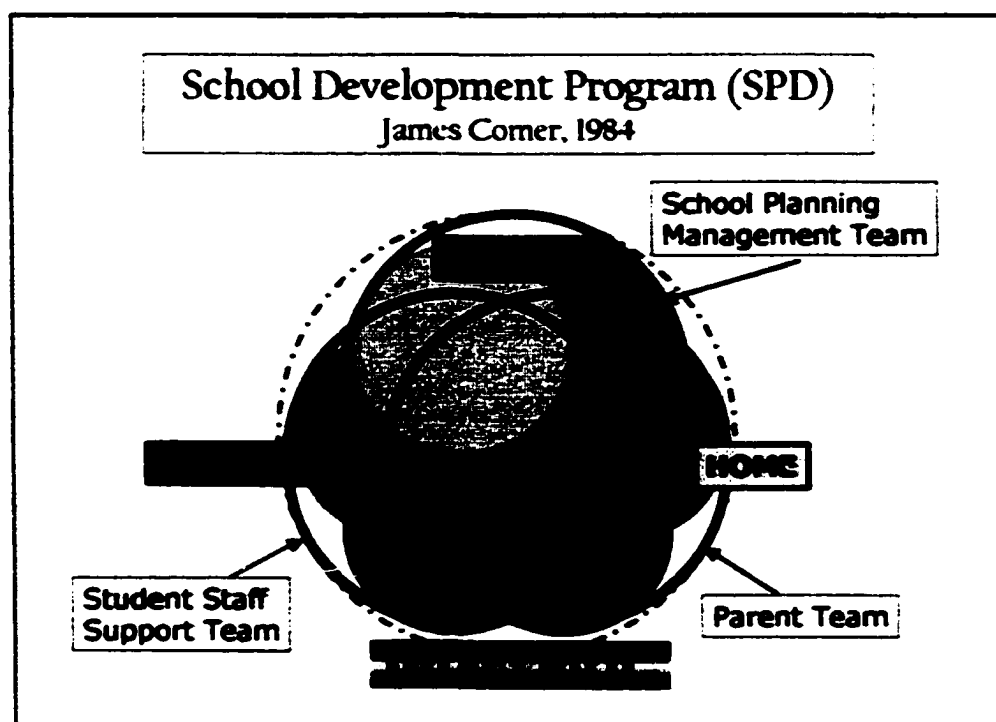 School Development Program (SPD)
James Comer, 1984
School Planning
Management Team
HOME
Student Staff
Support Team
Parent Team